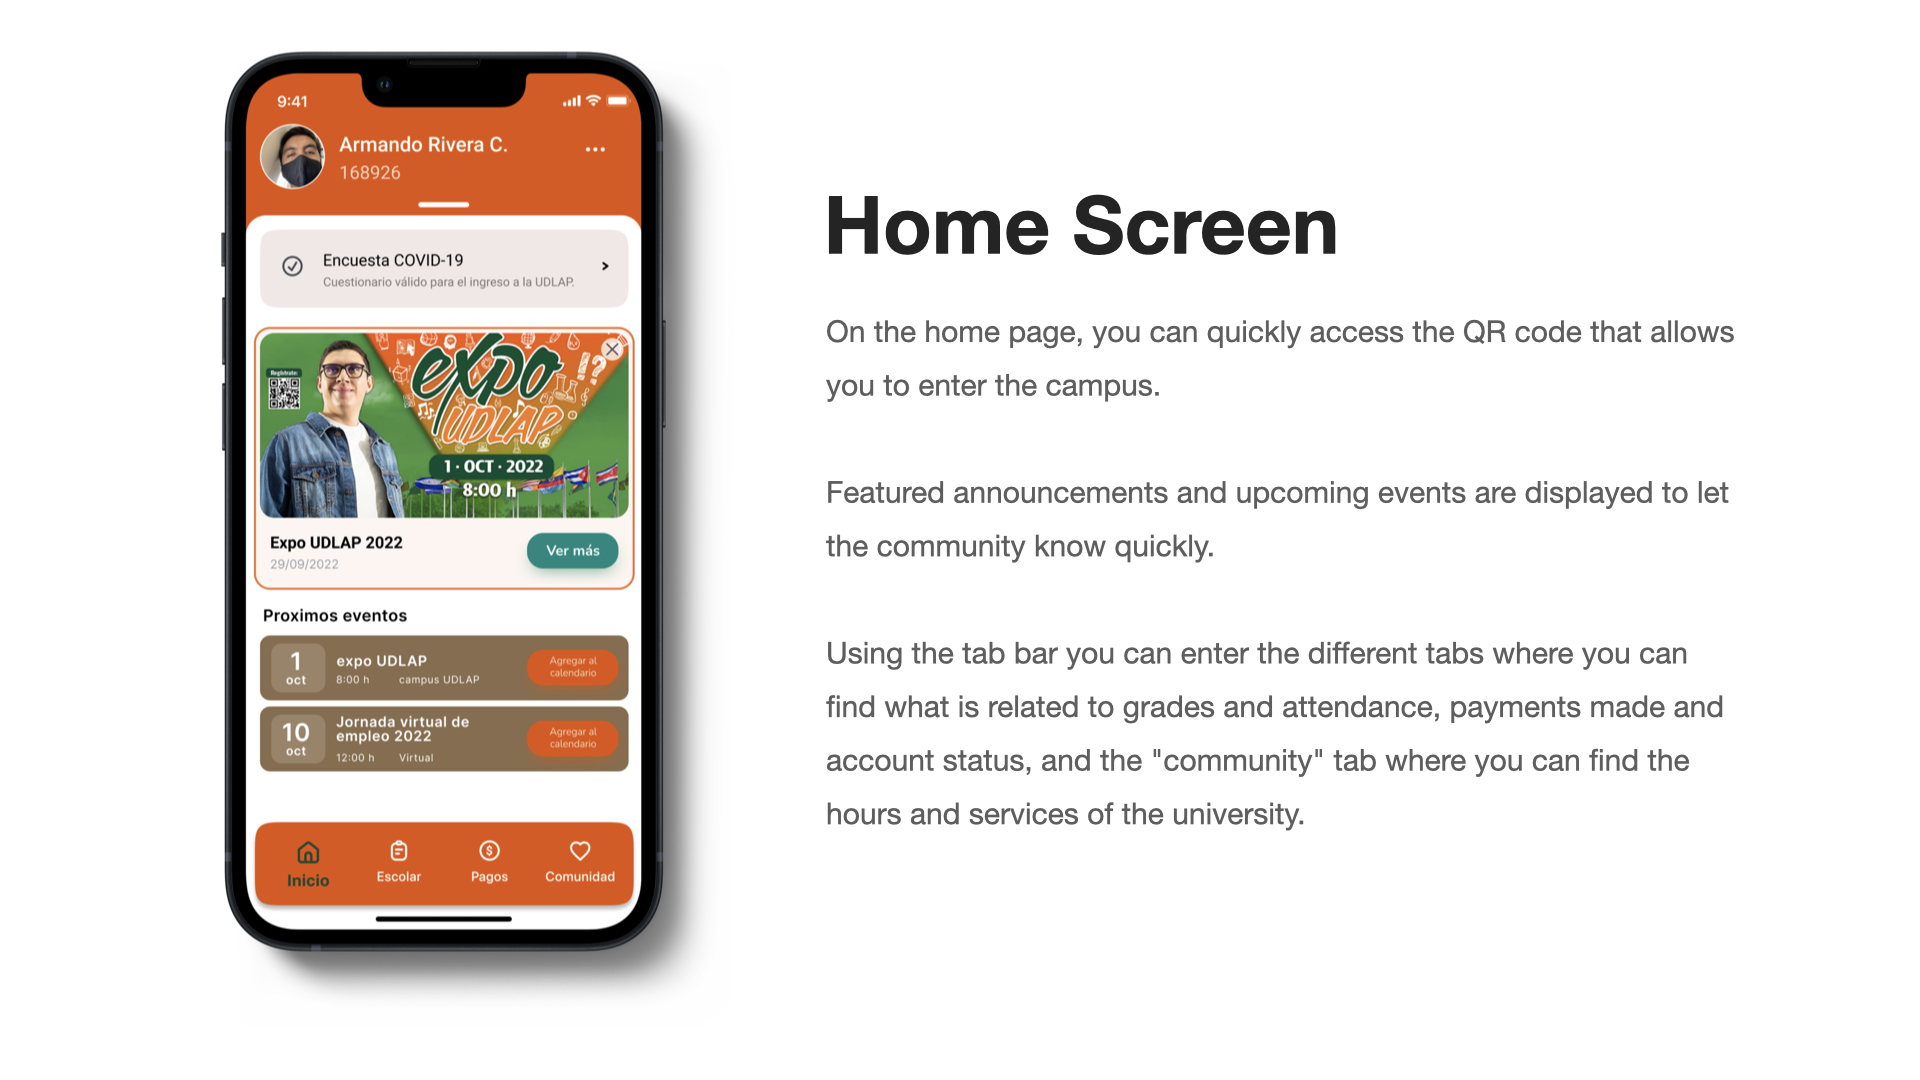 9:41
Armando Rivera C.
168926
Encuesta COVID-19
Cuestionario válido para el ingreso a la UDLAP.
Regístrate:
expo
UDLAP
1 · OCT · 2022
8:00 h
Expo UDLAP 2022
29/09/2022
Ver más
Proximos eventos
1
oct
expo UDLAP
8:00 h campus UDLAP
Agregar al
calendario
10
oct
Jornada virtual de
empleo 2022
12:00 h Virtual
Agregar al
calendario
Inicio
Escolar
Pagos
Comunidad
Home Screen
On the home page, you can quickly access the QR code that allows
you to enter the campus.
Featured announcements and upcoming events are displayed to let
the community know quickly.
Using the tab bar you can enter the different tabs where you can
find what is related to grades and attendance, payments made and
account status, and the "community" tab where you can find the
hours and services of the university.